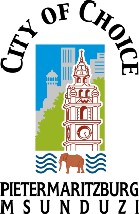 CITY OF CHOICE
PIETERMARITZBURG
MSUNDUZI